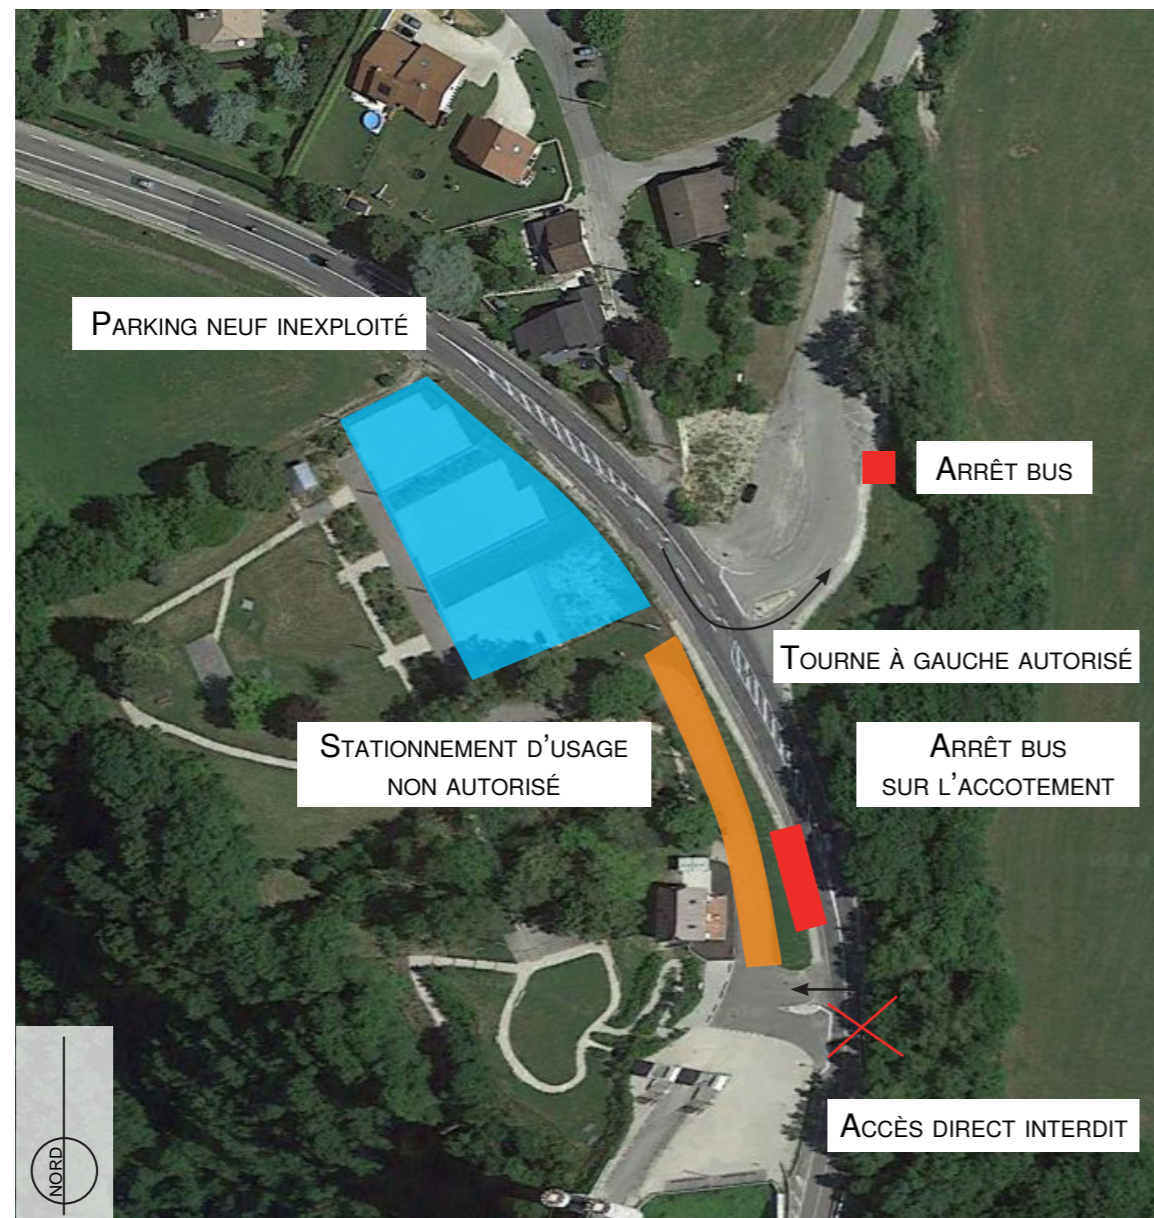 Parking neuf inexploité
Arrêt bus
Tourne à gauche autorisé
Stationnement d'usage
non autorisé
Arrêt bus
sur l'accotement
Accès direct interdit
NORD